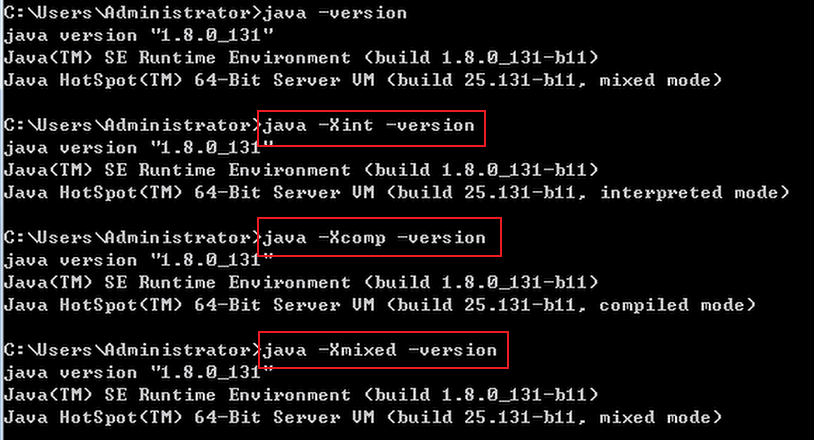 C:\Users\Administrator>java -version
java version "1.8.0_131"
Java(TM) SE Runtime Environment (build 1.8.0_131-b11)
Java HotSpot(TM) 64-Bit Server VM (build 25.131-b11, mixed mode)
C:\Users\Administrator>java -Xint -version
java version "1.8.0_131"
Java(TM) SE Runtime Environment (build 1.8.0_131-b11)
Java HotSpot(TM) 64-Bit Server VM (build 25.131-b11, interpreted mode)
C:\Users\Administrator>java -Xcomp -version
java version "1.8.0_131"
Java(TM) SE Runtime Environment (build 1.8.0_131-b11)
Java HotSpot(TM) 64-Bit Server VM (build 25.131-b11, compiled mode)
C:\Users\Administrator>java -Xmixed -version
java version "1.8.0_131"
Java(TM) SE Runtime Environment (build 1.8.0_131-b11)
Java HotSpot(TM) 64-Bit Server VM (build 25.131-b11, mixed mode)